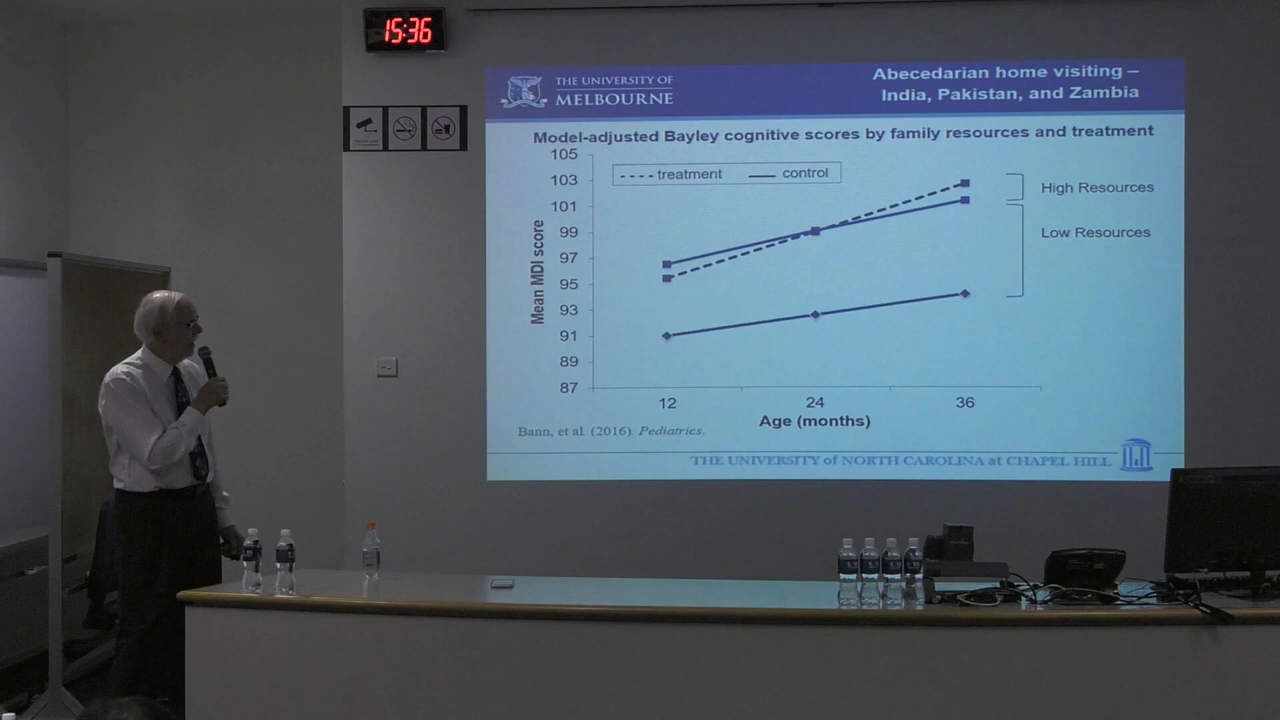 15:36
THE UNIVERSITY OF
MELBOURNE
Abecedarian home visiting –
India, Pakistan, and Zambia
Model-adjusted Bayley cognitive scores by family resources and treatment
105
103
101
99
97
95
93
91
89
87
Mean MDI score
treatment
control
High Resources
Low Resources
12
24
36
Age (months)
Bann, et al. (2016). Pediatrics.
THE UNIVERSITY of NORTH CAROLINA at CHAPEL HILL